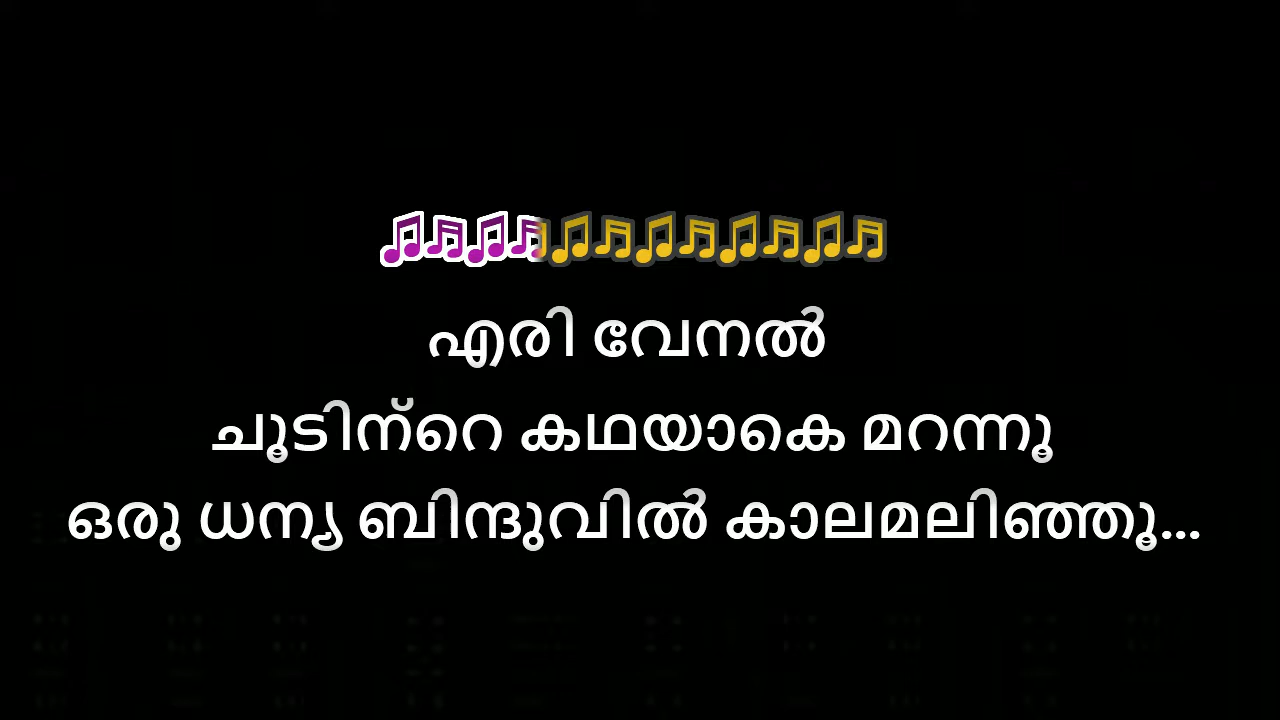 എരി വേനൽ
ചൂടിന്റെ കഥയാകെ മറന്നൂ
ഒരു ധന്യ ബിന്ദുവിൽ കാലമലിഞ്ഞൂ...